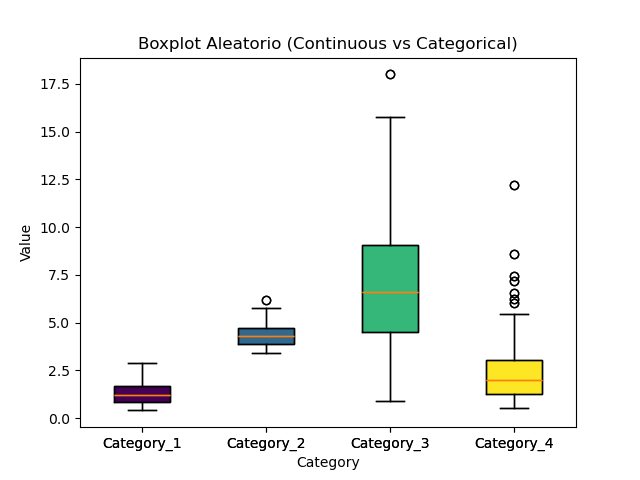 Boxplot Aleatorio (Continuous vs Categorical)
17.5
15.0
12.5
10.0
7.5
5.0
2.5
0.0
Value
Category_1 Category_2 Category_3 Category_4
Category